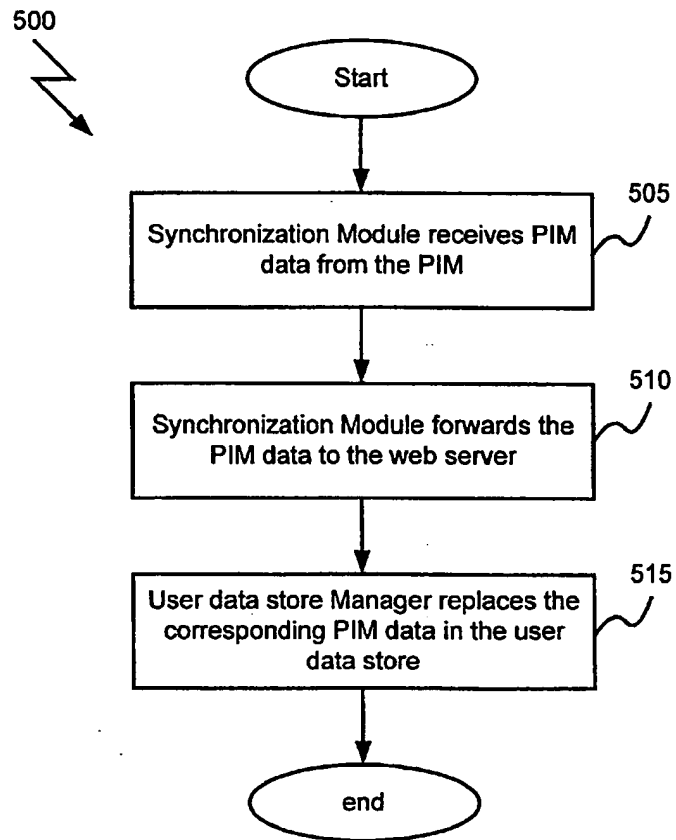 500
Start
505
Synchronization Module receives PIM
data from the PIM
510
Synchronization Module forwards the
PIM data to the web server
515
User data store Manager replaces the
corresponding PIM data in the user
data store
end